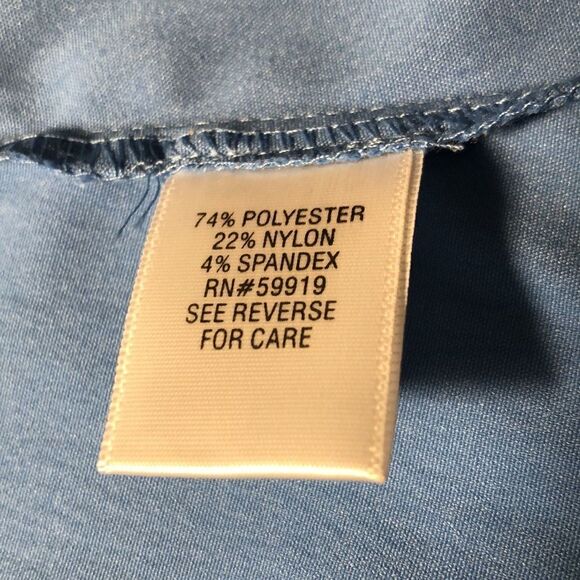 74% POLYESTER
22% NYLON
4% SPANDEX
RN#59919
SEE REVERSE
FOR CARE